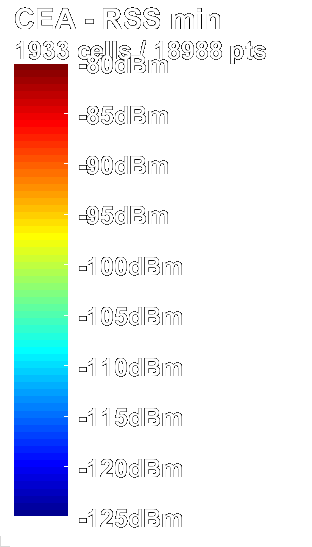 CEA - RSS min
1933 cells / 18988 pts
-80dBm
-85dBm
-90dBm
-95dBm
-100dBm
-105dBm
-110dBm
-115dBm
-120dBm
-125dBm